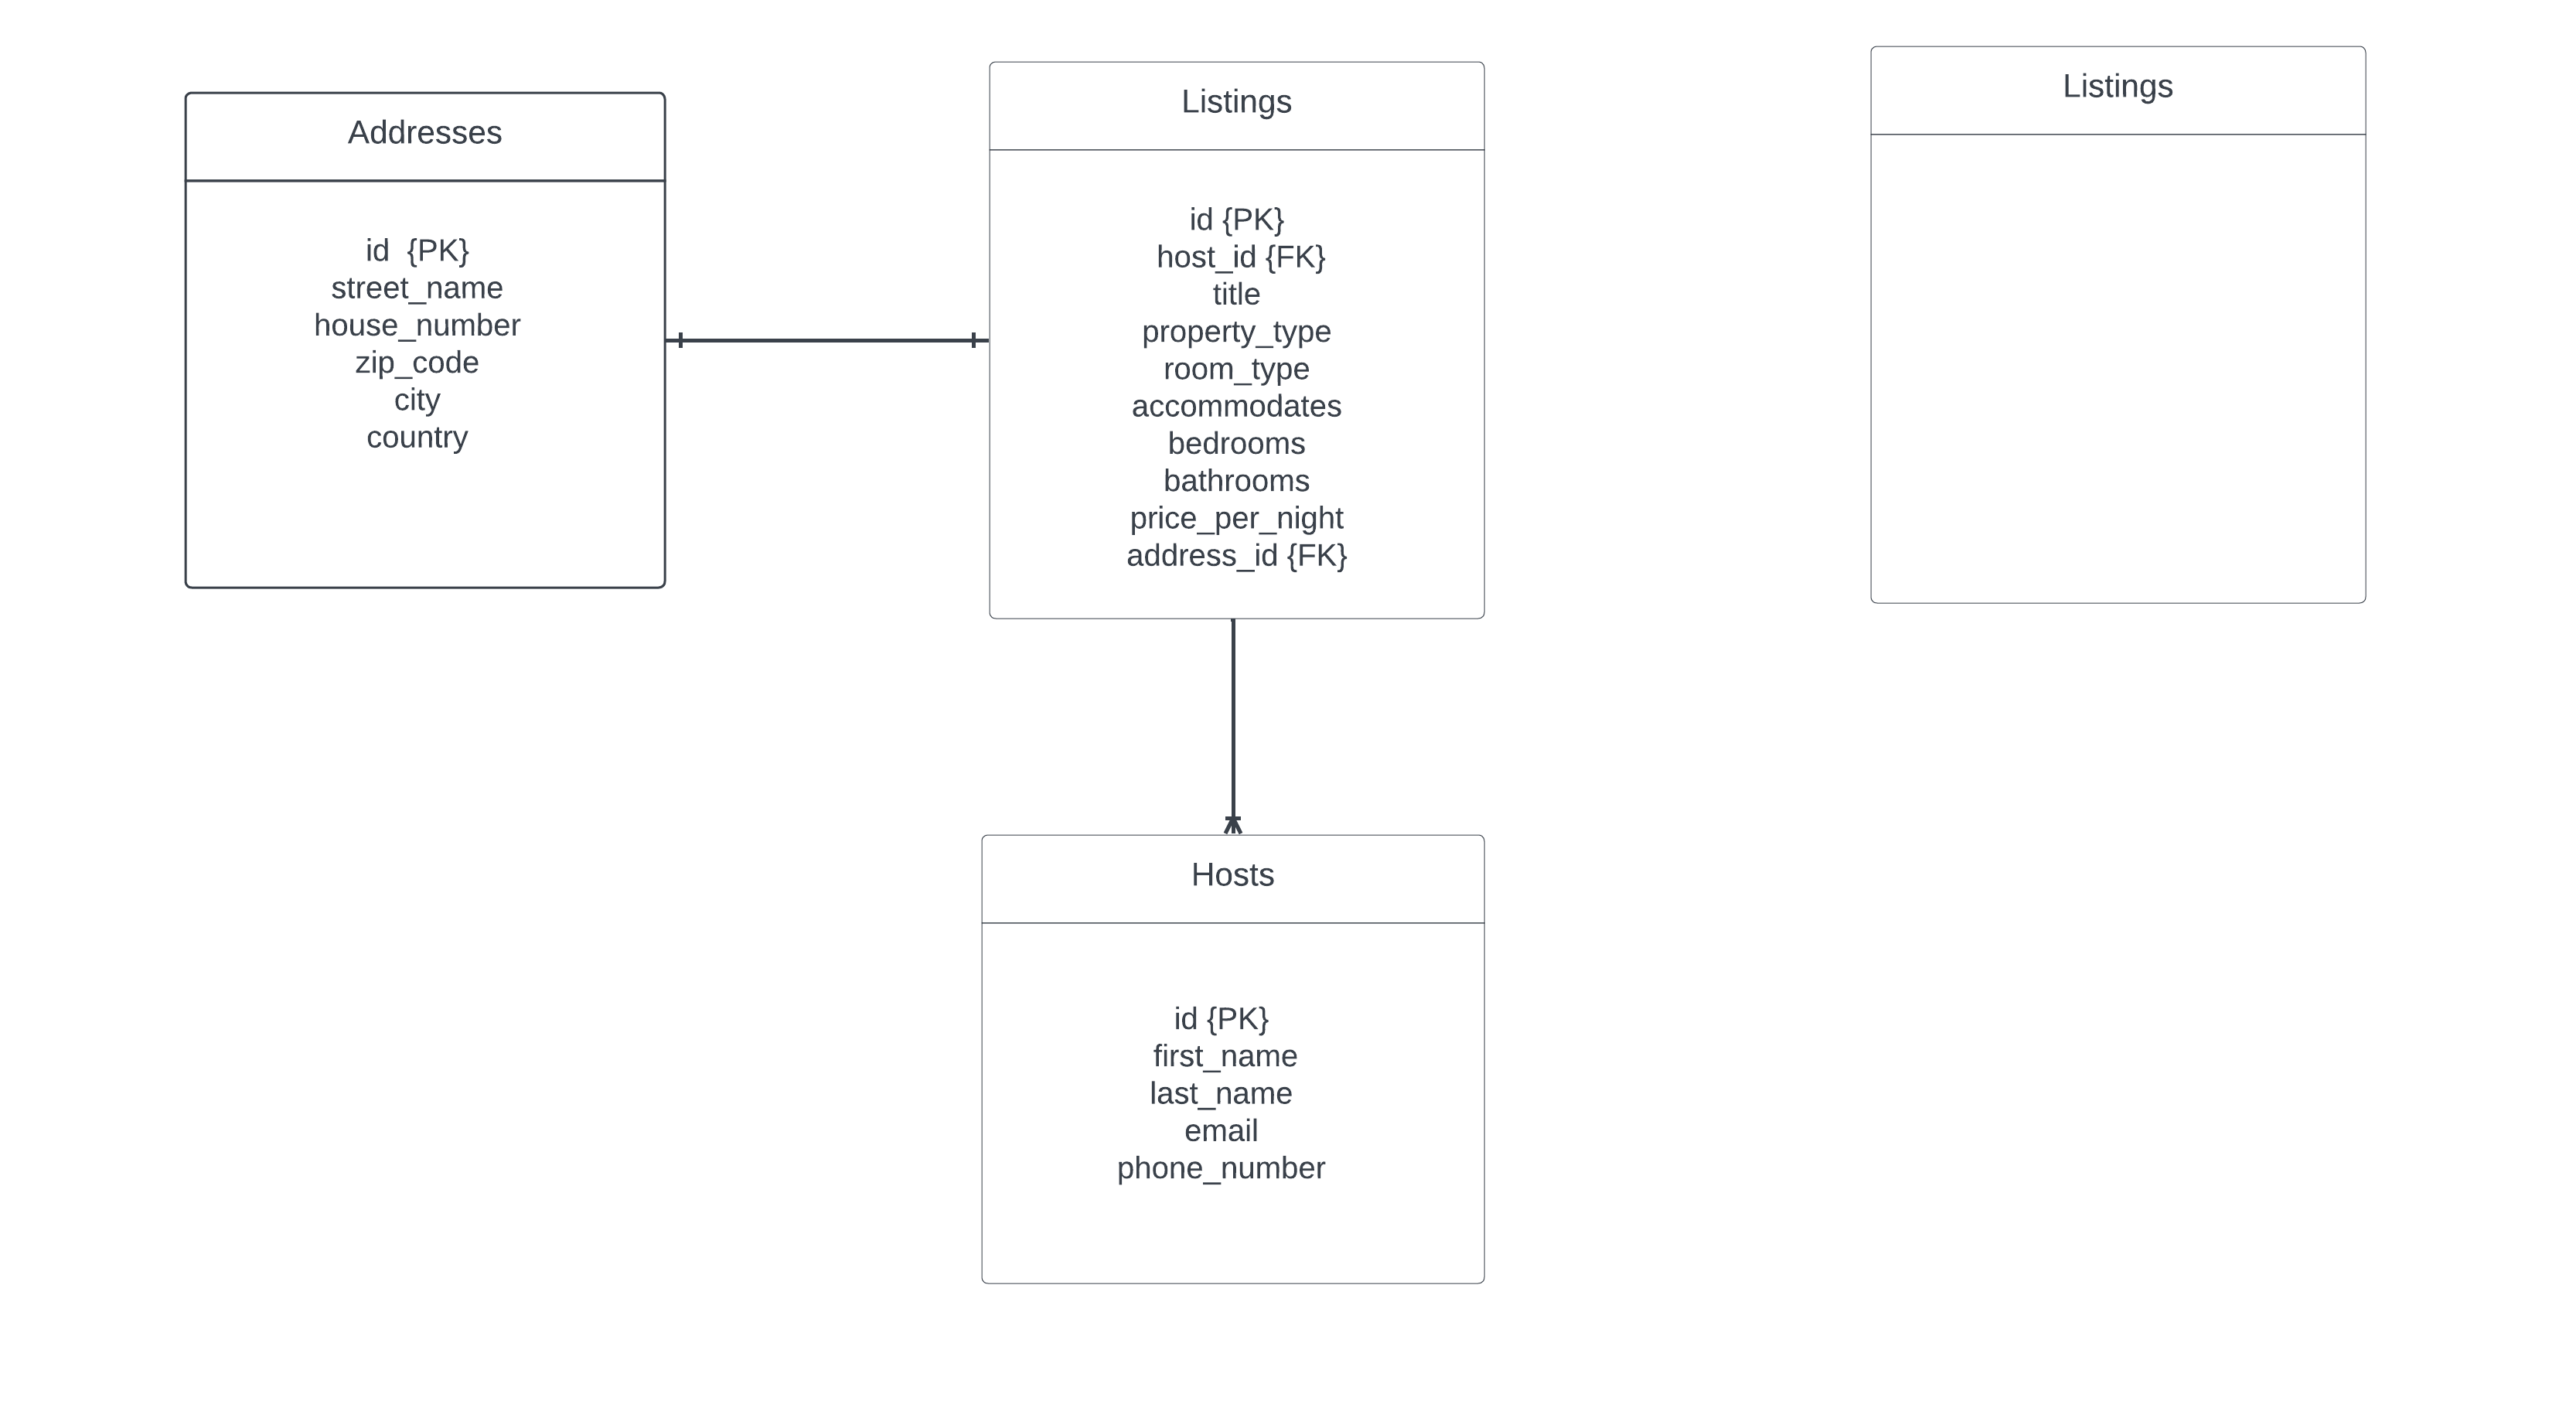 Addresses
id  {PK}
street_name
house_number
zip_code
city
country
Listings
id {PK}
host_id {FK}
title
property_type
room_type
accommodates
bedrooms
bathrooms
price_per_night
address_id {FK}
Listings
Hosts
id {PK}
first_name
last_name
email
phone_number